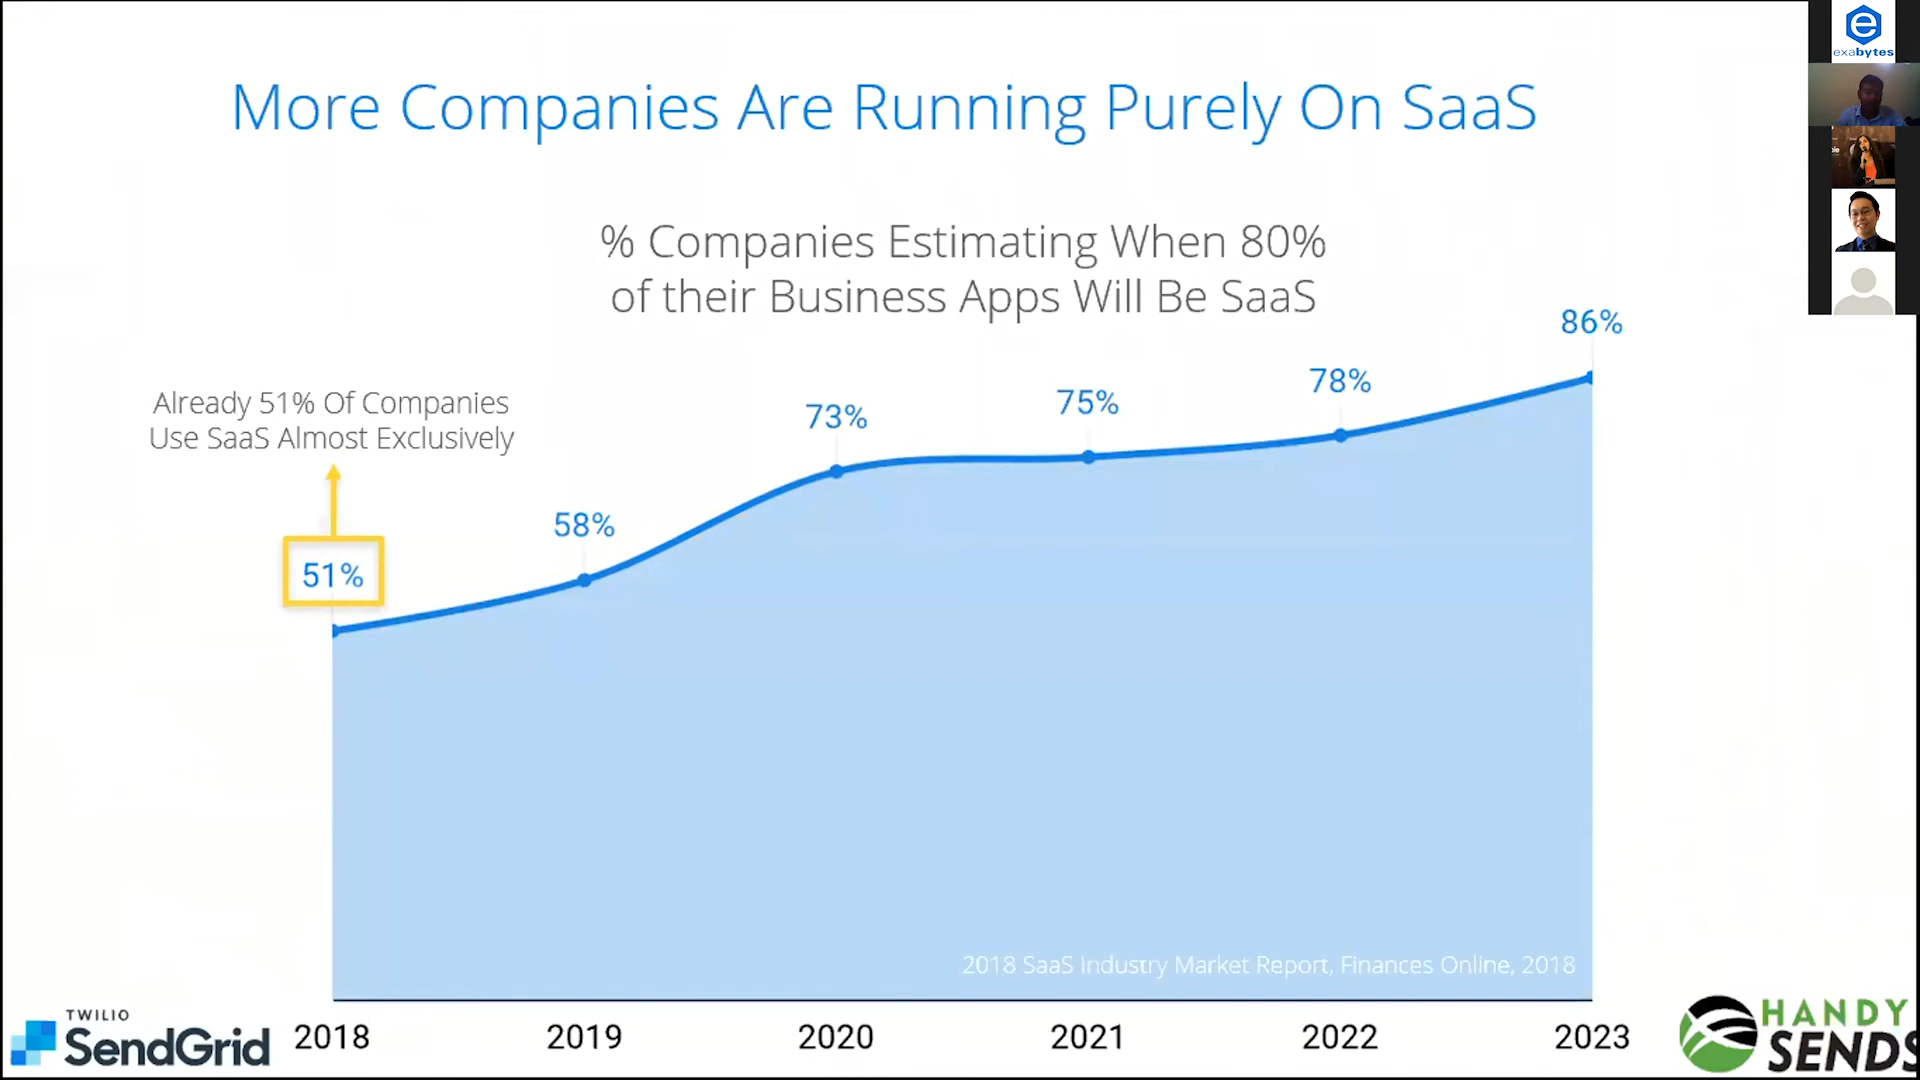 More Companies Are Running Purely On SaaS
% Companies Estimating When 80%
of their Business Apps Will Be SaaS
Already 51% Of Companies
Use SaaS Almost Exclusively
51%
58%
73%
75%
78%
86%
2018 SaaS Industry Market Report, Finances Online, 2018
2018
2019
2020
2021
2022
2023
TWILIO
SendGrid
HANDY
SENDS
exabytes